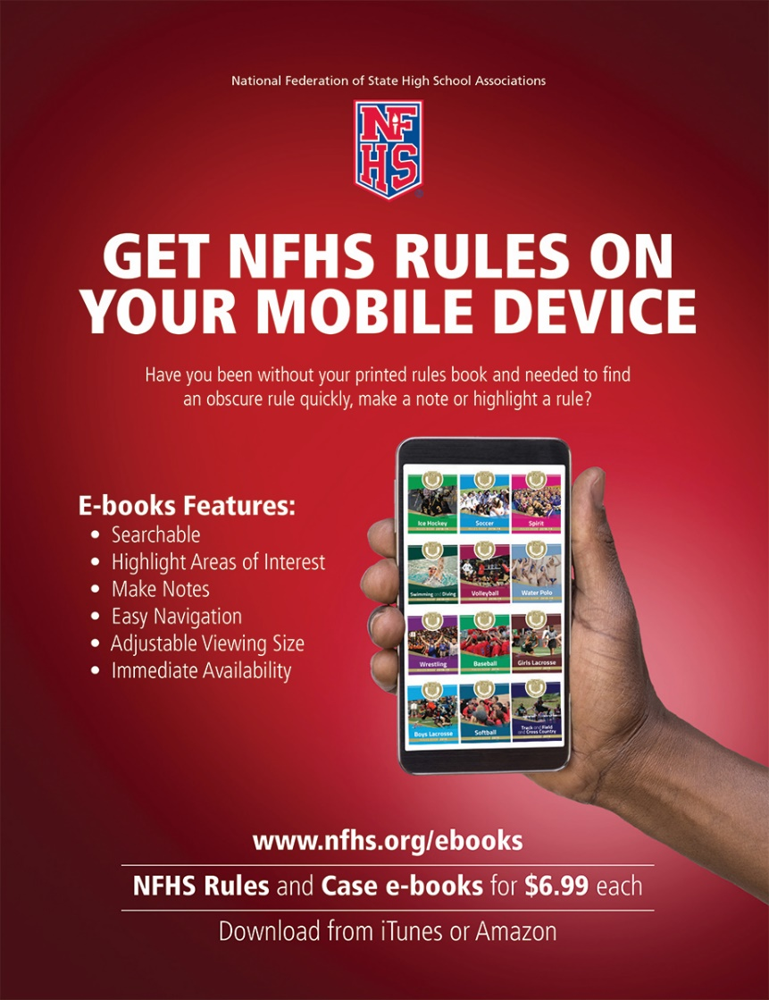 National Federation of State High School Associations
NF
HS
GET NFHS RULES ON
YOUR MOBILE DEVICE
Have you been without your printed rules book and needed to find
an obscure rule quickly, make a note or highlight a rule?
E-books Features:
• Searchable
• Highlight Areas of Interest
• Make Notes
• Easy Navigation
• Adjustable Viewing Size
• Immediate Availability
Ice Hockey
Soccer
Spirit
Swimming and Diving
Volleyball
Water Polo
Wrestling
Baseball
Girls Lacrosse
Boys Lacrosse
Softball
Track and Field
and Cross Country
www.nfhs.org/ebooks
NFHS Rules and Case e-books for $6.99 each
Download from iTunes or Amazon